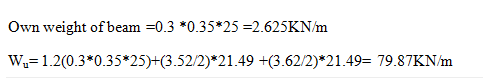 Own weight of beam =0.3 *0.35*25 =2.625KN/m
Wu= 1.2(0.3*0.35*25)+(3.52/2)*21.49 +(3.62/2)*21.49= 79.87KN/m